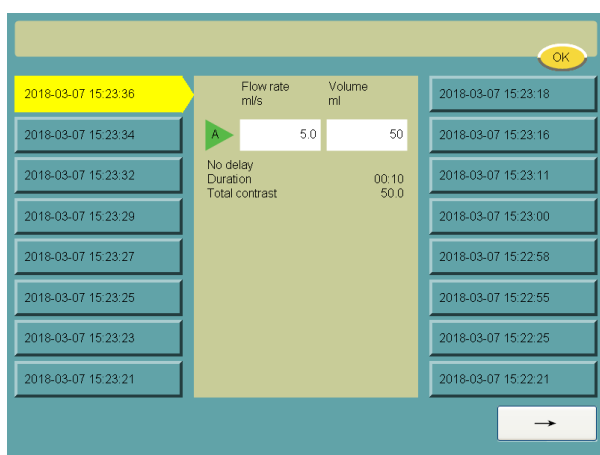 OK
2018-03-07 15:23:36
2018-03-07 15:23:34
2018-03-07 15:23:32
2018-03-07 15:23:29
2018-03-07 15:23:27
2018-03-07 15:23:25
2018-03-07 15:23:23
2018-03-07 15:23:21
Flow rate Volume
ml/s ml
A 5.0 50
No delay
Duration 00:10
Total contrast 50.0
2018-03-07 15:23:18
2018-03-07 15:23:16
2018-03-07 15:23:11
2018-03-07 15:23:00
2018-03-07 15:22:58
2018-03-07 15:22:55
2018-03-07 15:22:25
2018-03-07 15:22:21
→